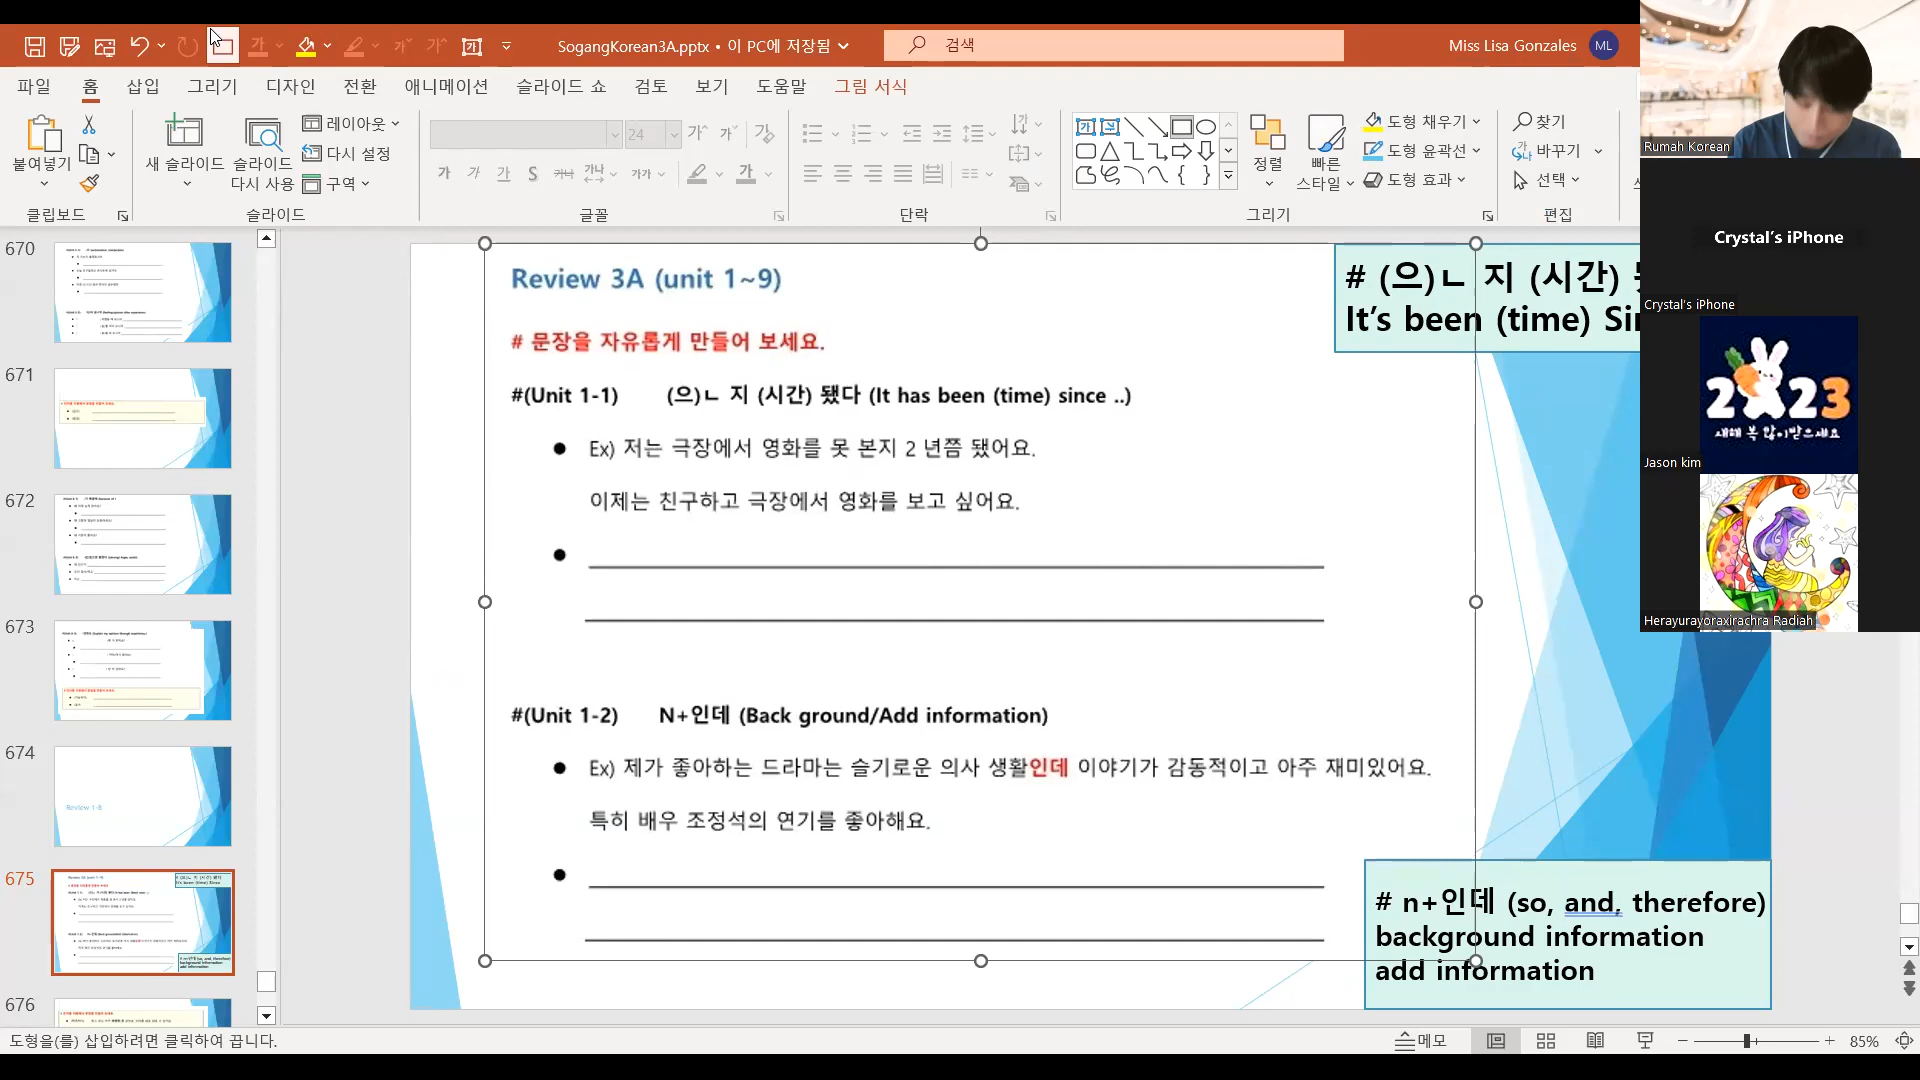 SogangKorean3A.pptx • 이 PC에 저장됨
검색
Miss Lisa Gonzales
ML
파일 홈 삽입 그리기 디자인 전환 애니메이션 슬라이드 쇼 검토 보기 도움말 그림 서식
붙여넣기
클립보드
새 슬라이드
슬라이드 다시 사용
레이아웃
다시 설정
구역
슬라이드
24
글꼴
단락
정렬
빠른 스타일
도형 채우기
도형 윤곽선
도형 효과
그리기
찾기
바꾸기
선택
편집
670
671
672
673
674
Review 1-8
675
676
Review 3A (unit 1~9)
# 문장을 자유롭게 만들어 보세요.
#(Unit 1-1) (으)ㄴ 지 (시간) 됐다 (It has been (time) since ..)
Ex) 저는 극장에서 영화를 못 본지 2 년쯤 됐어요.
이제는 친구하고 극장에서 영화를 보고 싶어요.
#(Unit 1-2) N+인데 (Back ground/Add information)
Ex) 제가 좋아하는 드라마는 슬기로운 의사 생활인데 이야기가 감동적이고 아주 재미있어요.
특히 배우 조정석의 연기를 좋아해요.
# (으)ㄴ 지 (시간)
It's been (time)
# n+인데 (so, and, therefore)
background information
add information
Rumah Korean
Crystal's iPhone
Crystal's iPhone
2023
새해 복 많이받으세요
Jason kim
Herayurayoraxirachra Radiah
도형을(를) 삽입하려면 클릭하여 끕니다.
메모
85%